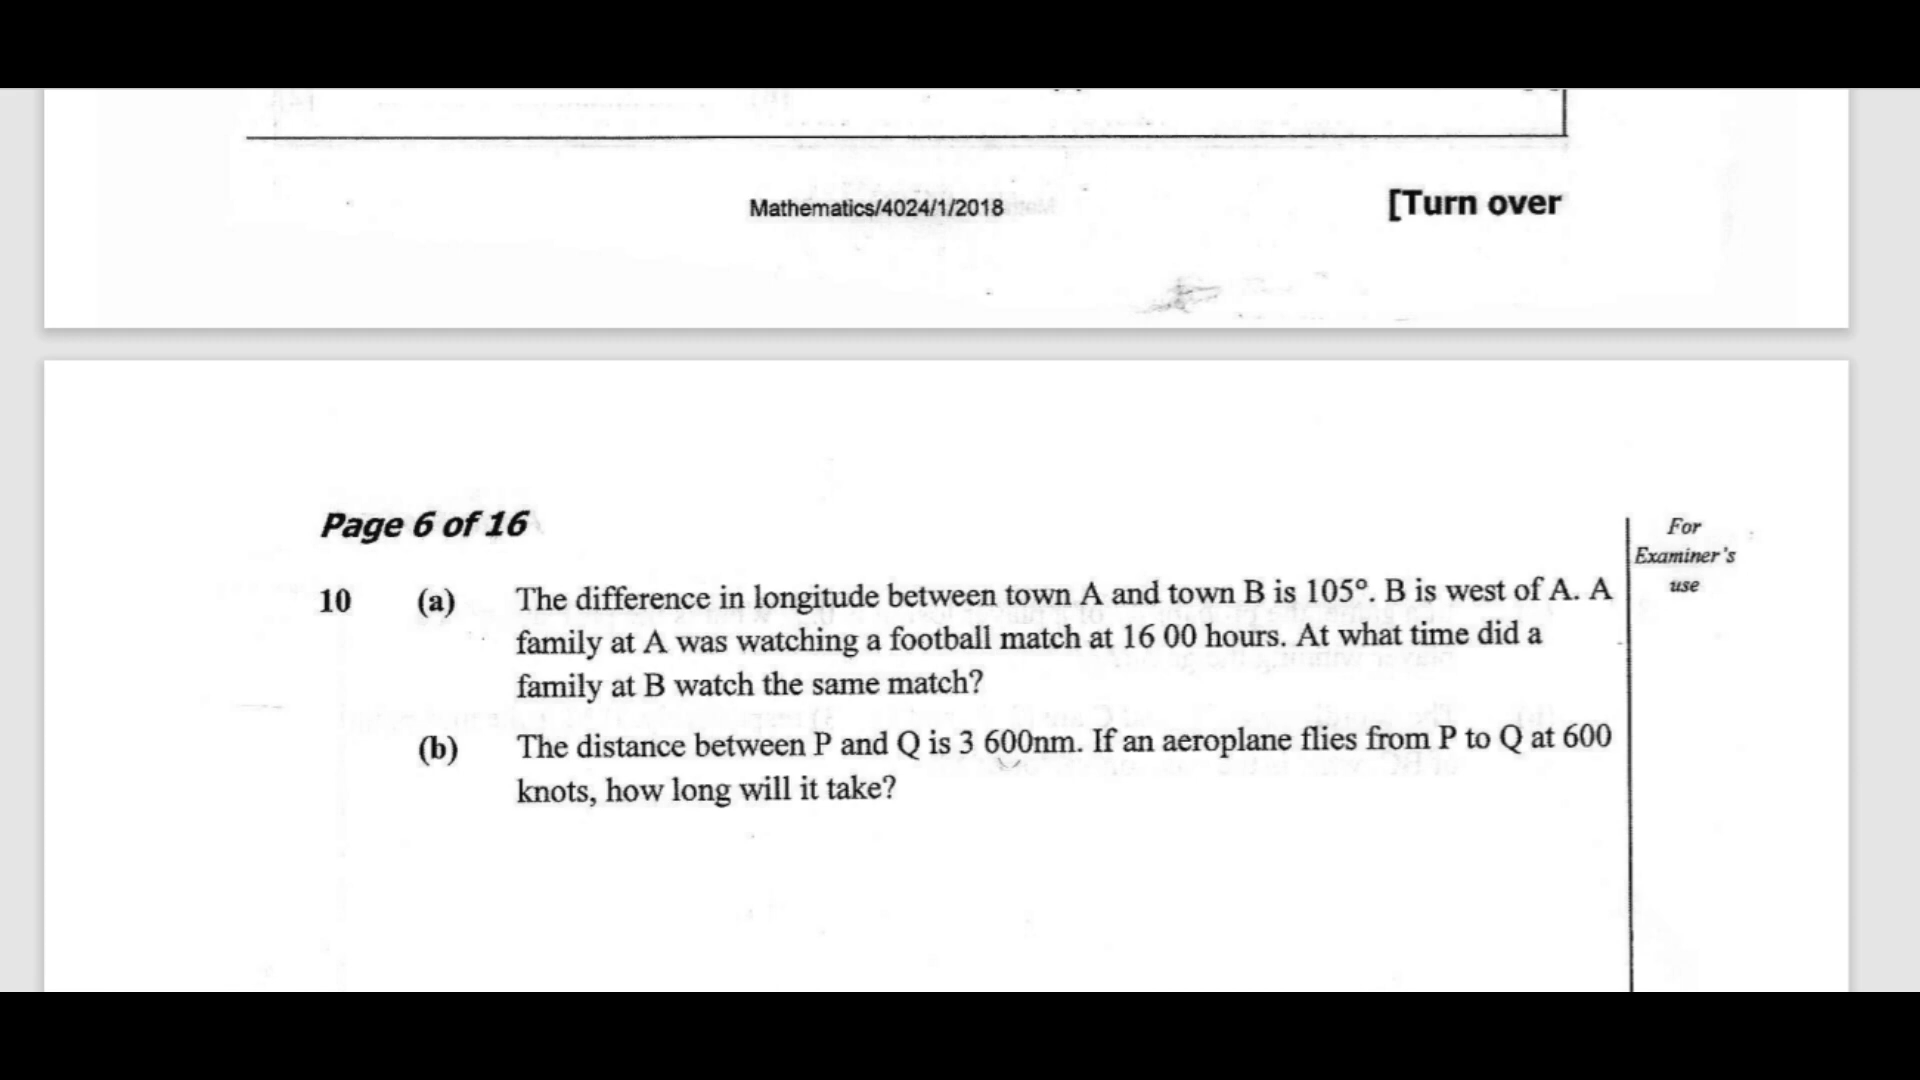 Mathematics/4024/1/2018
[Turn over
Page 6 of 16
For
Examiner's
use
10 (a) The difference in longitude between town A and town B is 105°. B is west of A. A
family at A was watching a football match at 16 00 hours. At what time did a
family at B watch the same match?
(b) The distance between P and Q is 3 600nm. If an aeroplane flies from P to Q at 600
knots, how long will it take?